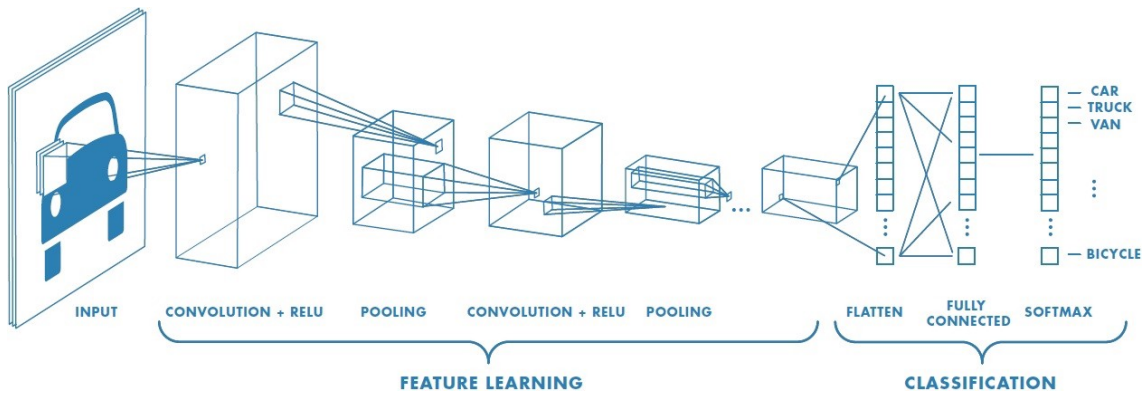 CAR
TRUCK
VAN
BICYCLE
INPUT
CONVOLUTION + RELU
POOLING
CONVOLUTION + RELU
POOLING
FLATTEN
FULLY
CONNECTED
SOFTMAX
FEATURE LEARNING
CLASSIFICATION